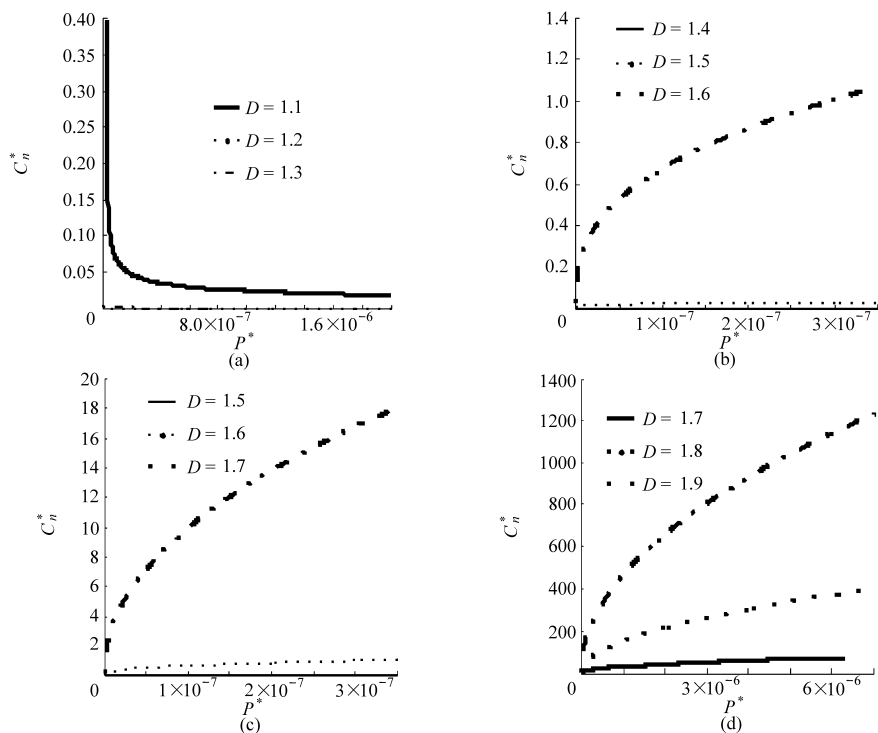 0.40
0.35
0.30
0.25
0.20
0.15
0.10
0.05
0
C*n
D = 1.1
D = 1.2
D = 1.3
8.0×10⁻⁷
1.6×10⁻⁶
P*
(a)
1.4
1.2
1.0
0.8
0.6
0.4
0.2
0
C*n
D = 1.4
D = 1.5
D = 1.6
1×10⁻⁷
2×10⁻⁷
3×10⁻⁷
P*
(b)
20
18
16
14
12
10
8
6
4
2
0
C*n
D = 1.5
D = 1.6
D = 1.7
1×10⁻⁷
2×10⁻⁷
3×10⁻⁷
P*
(c)
1400
1200
1000
800
600
400
200
0
C*n
D = 1.7
D = 1.8
D = 1.9
3×10⁻⁶
6×10⁻⁶
P*
(d)